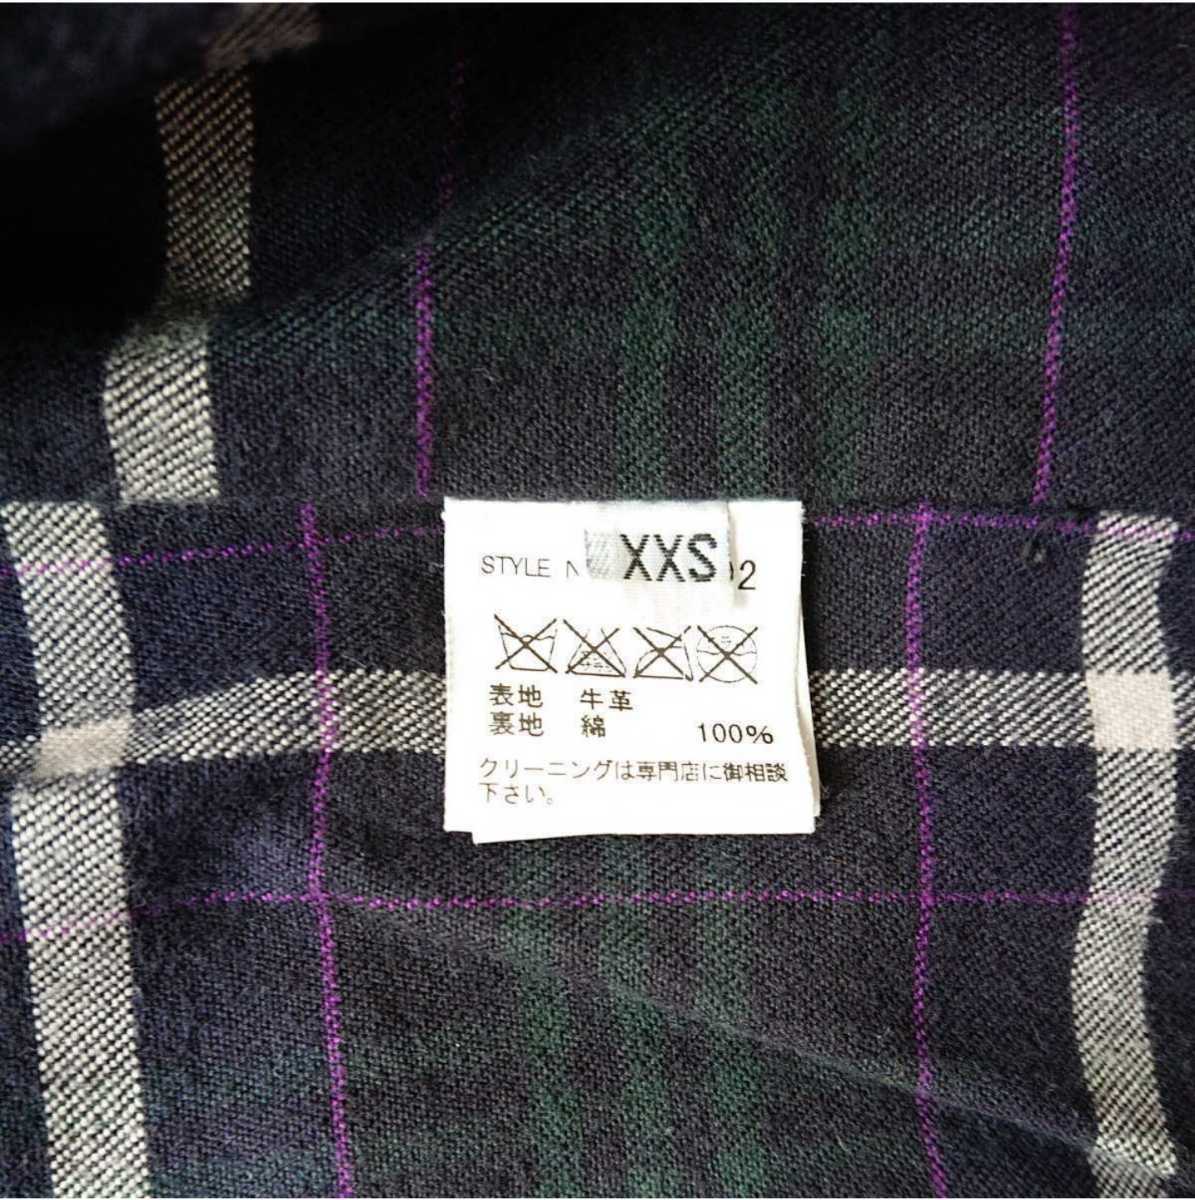 STYLE N XXS 02
表地 牛革
裏地 綿 100%
クリーニングは専門店に御相談
下さい。